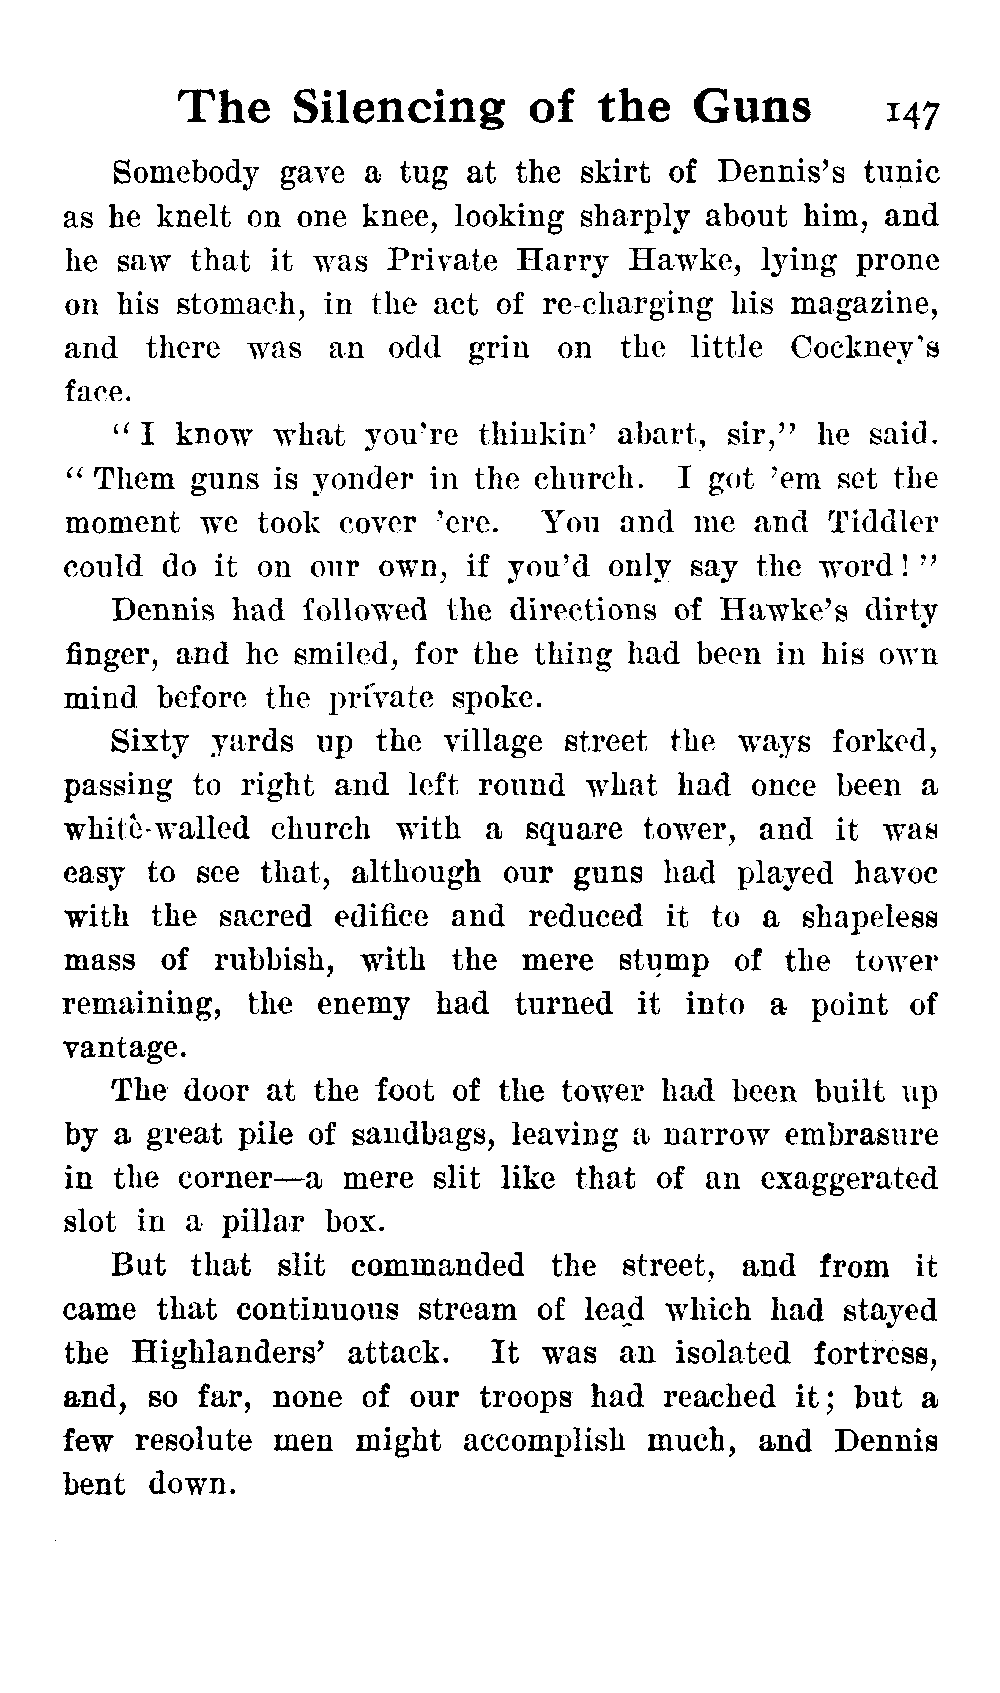 The Silencing of the Guns 147
Somebody gave a tug at the skirt of Dennis's tunic
as he knelt on one knee, looking sharply about him, and
he saw that it was Private Harry Hawke, lying prone
on his stomach, in the act of re-charging his magazine,
and there was an odd grin on the little Cockney's
face.
"I know what you're thinkin' abart, sir," he said.
"Them guns is yonder in the church. I got 'em set the
moment we took cover 'ere. You and me and Tiddler
could do it on our own, if you'd only say the word!"
Dennis had followed the directions of Hawke's dirty
finger, and he smiled, for the thing had been in his own
mind before the private spoke.
Sixty yards up the village street the ways forked,
passing to right and left round what had once been a
white-walled church with a square tower, and it was
easy to see that, although our guns had played havoc
with the sacred edifice and reduced it to a shapeless
mass of rubbish, with the mere stump of the tower
remaining, the enemy had turned it into a point of
vantage.
The door at the foot of the tower had been built up
by a great pile of sandbags, leaving a narrow embrasure
in the corner—a mere slit like that of an exaggerated
slot in a pillar box.
But that slit commanded the street, and from it
came that continuous stream of lead which had stayed
the Highlanders' attack. It was an isolated fortress,
and, so far, none of our troops had reached it; but a
few resolute men might accomplish much, and Dennis
bent down.